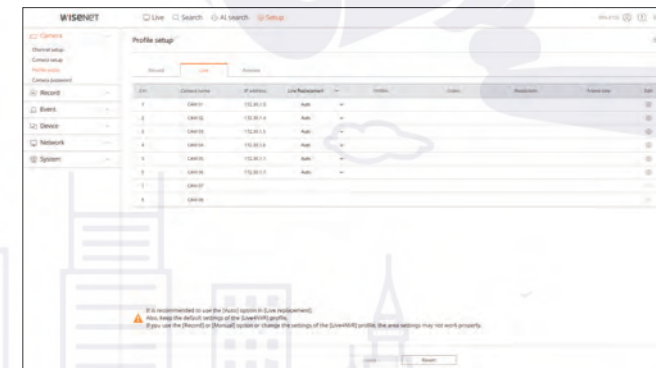 WISENET
Live Search AI search Setup
Camera
Channel setup
Camera setup
Profile setup
Camera password
Record
Event
Device
Network
System
Profile setup
Record Live Remote
CH Camera name IP address Live Replacement Profile Codec Resolution Frame rate Edit
1 CAM 01 Auto
2 CAM 02 Auto
3 CAM 03 Auto
4 CAM 04 Auto
5 CAM 05 Auto
6 CAM 06 Auto
7 CAM 07
8 CAM 08
It is recommended to use the [Auto] option in [Live replacement].
Also, keep the default settings of the [Live4NVR] profile.
If you use the [Record] or [Manual] option or change the settings of the [Live4NVR] profile, the area settings may not work properly.
Revert